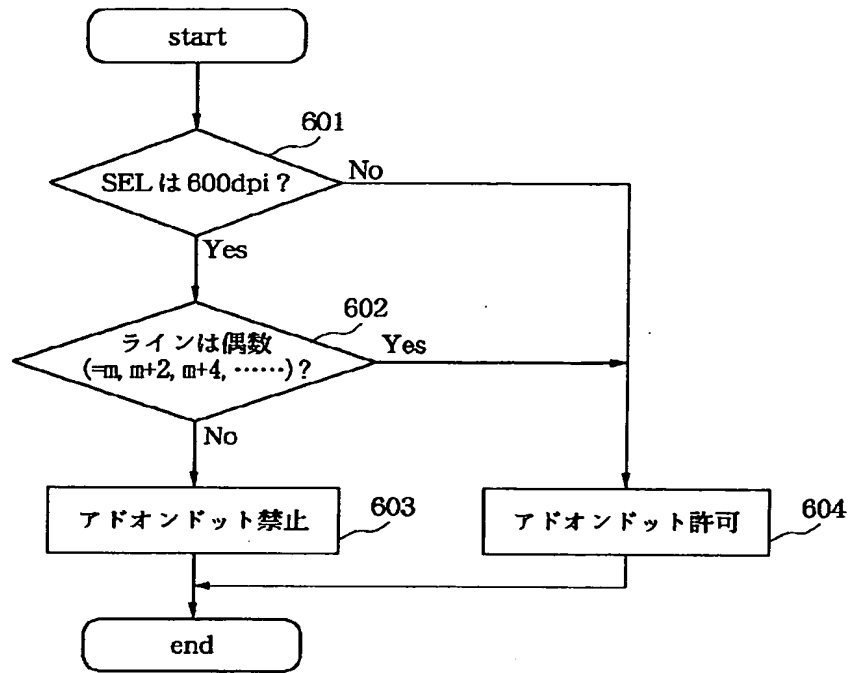 start
601
SELは600dpi？
No
Yes
602
ラインは偶数
(=m, m+2, m+4, ……)？
Yes
No
アドオンドット禁止
603
アドオンドット許可
604
end